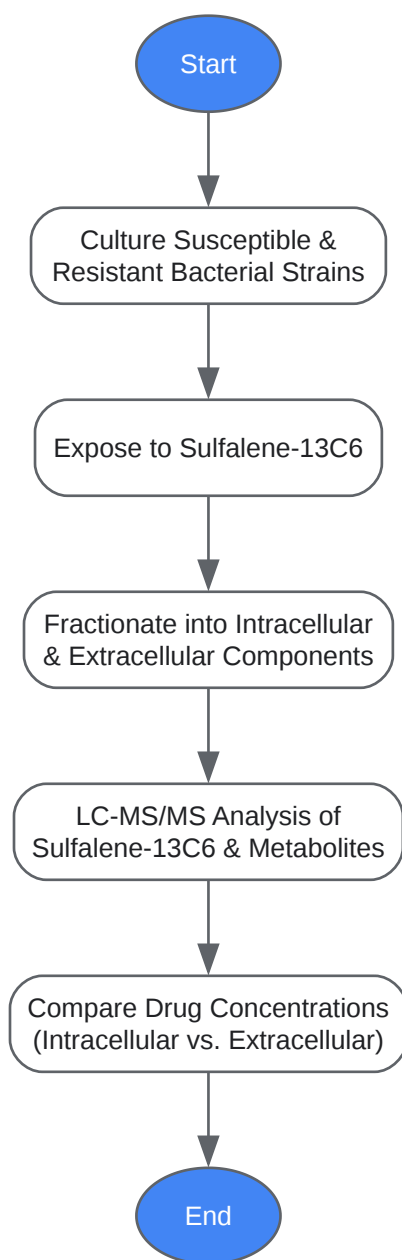 Start
Culture Susceptible &
Resistant Bacterial Strains
Expose to Sulfalene-13C6
Fractionate into Intracellular
& Extracellular Components
LC-MS/MS Analysis of
Sulfalene-13C6 & Metabolites
Compare Drug Concentrations
(Intracellular vs. Extracellular)
End